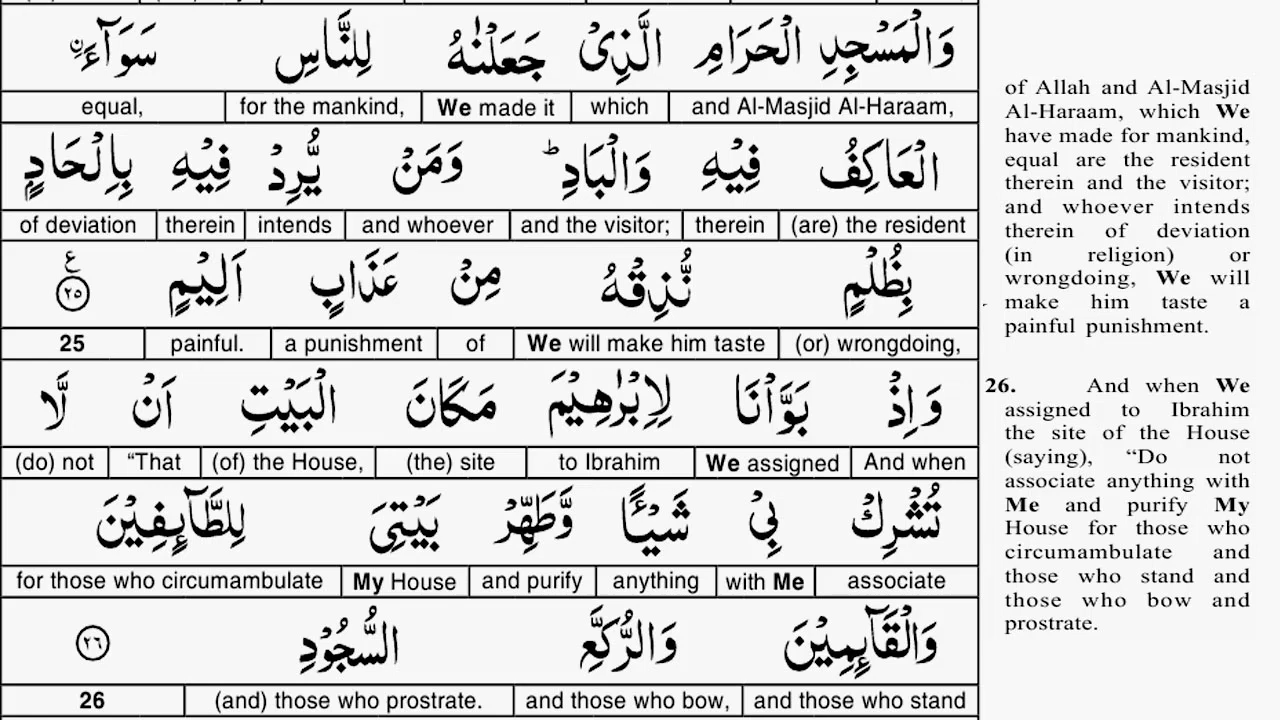 وَالْمَسْجِدِ الْحَرَامِ الَّذِیْ جَعَلْنٰهُ لِلنَّاسِ سَوَآءَۨ
and Al-Masjid Al-Haraam, which We made it for the mankind, equal,
الْعَاكِفُ فِیْهِ وَالْبَادِ ؕ وَمَنْ یُّرِدْ فِیْهِ بِاِلْحَادٍۭ
(are) the resident therein and the visitor; and whoever intends therein of deviation
بِظُلْمٍ نُّذِقْهُ مِنْ عَذَابٍ اَلِیْمٍ ع ٢٥
(or) wrongdoing, We will make him taste of a punishment painful. 25
وَاِذْ بَوَّاْنَا لِاِبْرٰهِیْمَ مَكَانَ الْبَیْتِ اَنْ لَّا
And when We assigned to Ibrahim (the) site (of) the House, “That (do) not
تُشْرِكْ بِیْ شَیْـًٔا وَّطَهِّرْ بَیْتِیَ لِلطَّآىِٕفِیْنَ
associate with Me anything and purify My House for those who circumambulate
وَالْقَآىِٕمِیْنَ وَالرُّكَّعِ السُّجُوْدِ ٢٦
and those who stand and those who bow, (and) those who prostrate. 26
of Allah and Al-Masjid
Al-Haraam, which We
have made for mankind,
equal are the resident
therein and the visitor;
and whoever intends
therein of deviation
(in religion) or
wrongdoing, We will
make him taste a
painful punishment.
26. And when We
assigned to Ibrahim
the site of the House
(saying), “Do not
associate anything with
Me and purify My
House for those who
circumambulate and
those who stand and
those who bow and
prostrate.